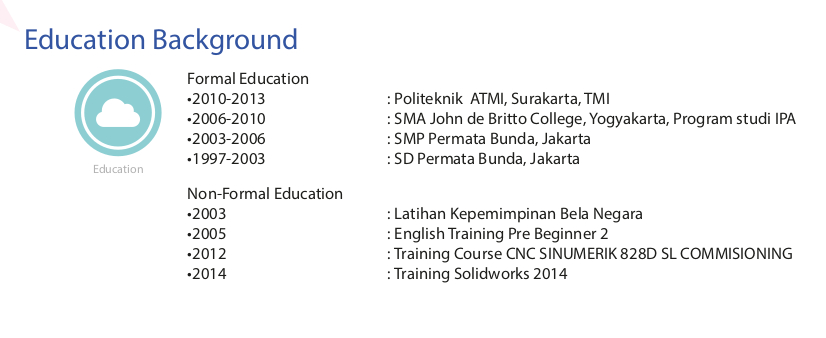 Education Background
Formal Education
•2010-2013 : Politeknik ATMI, Surakarta, TMI
•2006-2010 : SMA John de Britto College, Yogyakarta, Program studi IPA
•2003-2006 : SMP Permata Bunda, Jakarta
•1997-2003 : SD Permata Bunda, Jakarta
Education
Non-Formal Education
•2003 : Latihan Kepemimpinan Bela Negara
•2005 : English Training Pre Beginner 2
•2012 : Training Course CNC SINUMERIK 828D SL COMMISIONING
•2014 : Training Solidworks 2014